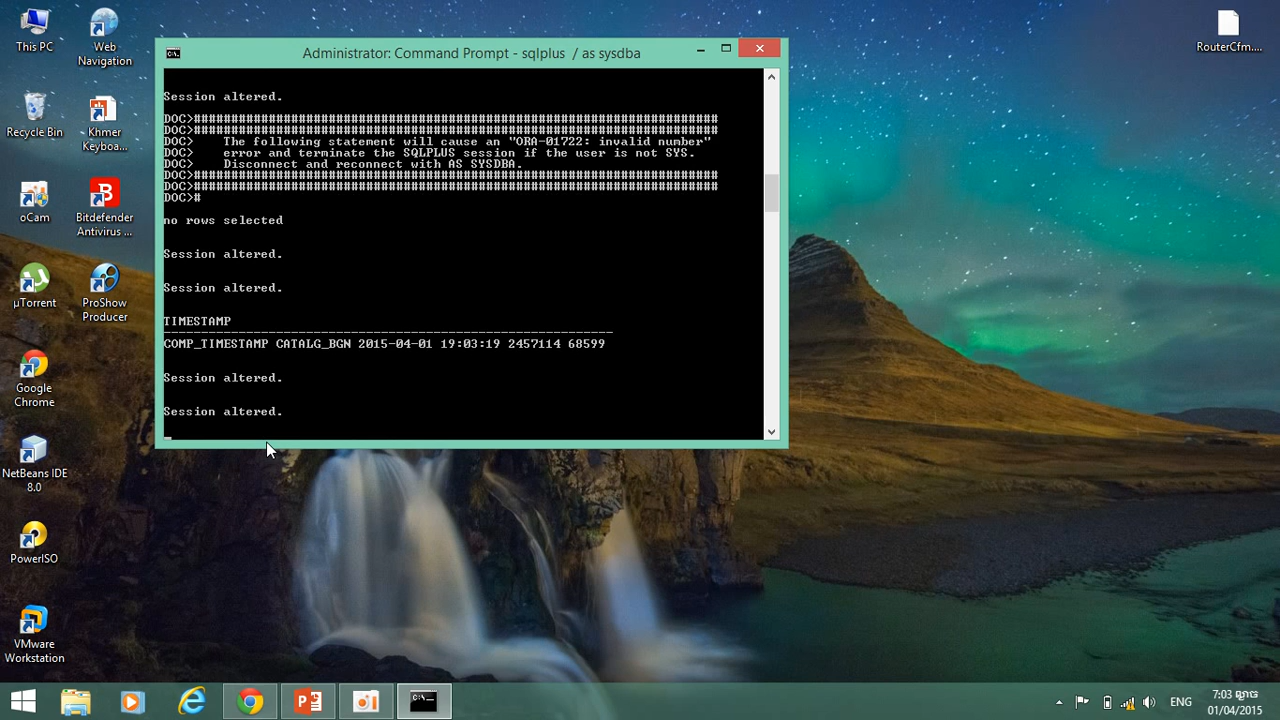 This PC
Web
Navigation
RouterCfm....
Recycle Bin
Khmer
Keyboa...
oCam
Bitdefender
Antivirus ...
µTorrent
ProShow
Producer
Google
Chrome
NetBeans IDE
8.0
PowerISO
VMware
Workstation
Administrator: Command Prompt - sqlplus / as sysdba
Session altered.
DOC>######################################################################
DOC>######################################################################
DOC>    The following statement will cause an "ORA-01722: invalid number"
DOC>    error and terminate the SQLPLUS session if the user is not SYS.
DOC>    Disconnect and reconnect with AS SYSDBA.
DOC>######################################################################
DOC>######################################################################
DOC>#
no rows selected
Session altered.
Session altered.
TIMESTAMP
------------------------------------------------------------
COMP_TIMESTAMP CATALG_BGN 2015-04-01 19:03:19 2457114 68599
Session altered.
Session altered.
ENG
7:03
01/04/2015